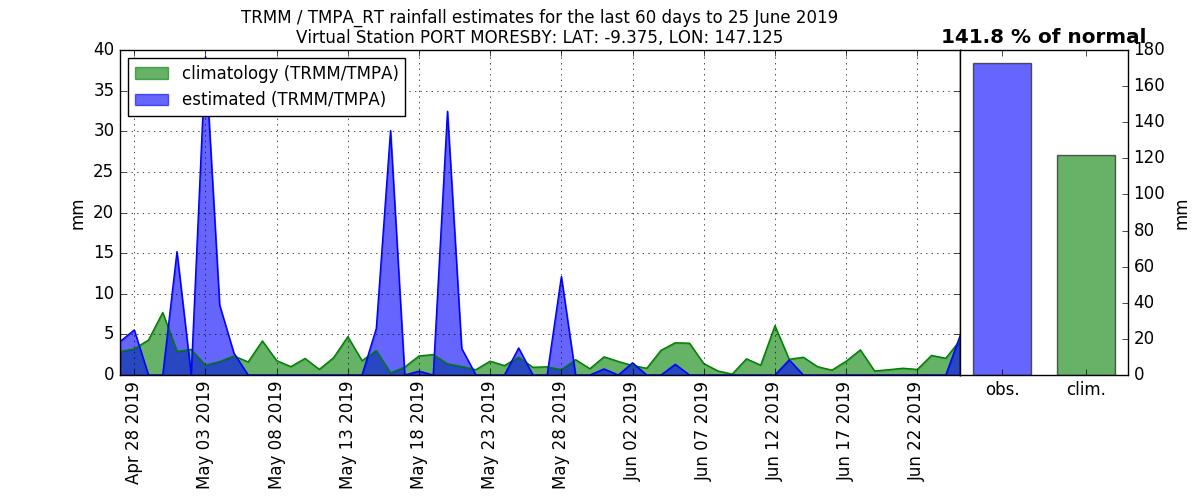 TRMM / TMPA_RT rainfall estimates for the last 60 days to 25 June 2019
Virtual Station PORT MORESBY: LAT: -9.375, LON: 147.125
141.8 % of normal
climatology (TRMM/TMPA)
estimated (TRMM/TMPA)
mm
40
35
30
25
20
15
10
5
0
Apr 28 2019
May 03 2019
May 08 2019
May 13 2019
May 18 2019
May 23 2019
May 28 2019
Jun 02 2019
Jun 07 2019
Jun 12 2019
Jun 17 2019
Jun 22 2019
obs.
clim.
180
160
140
120
100
80
60
40
20
0
mm